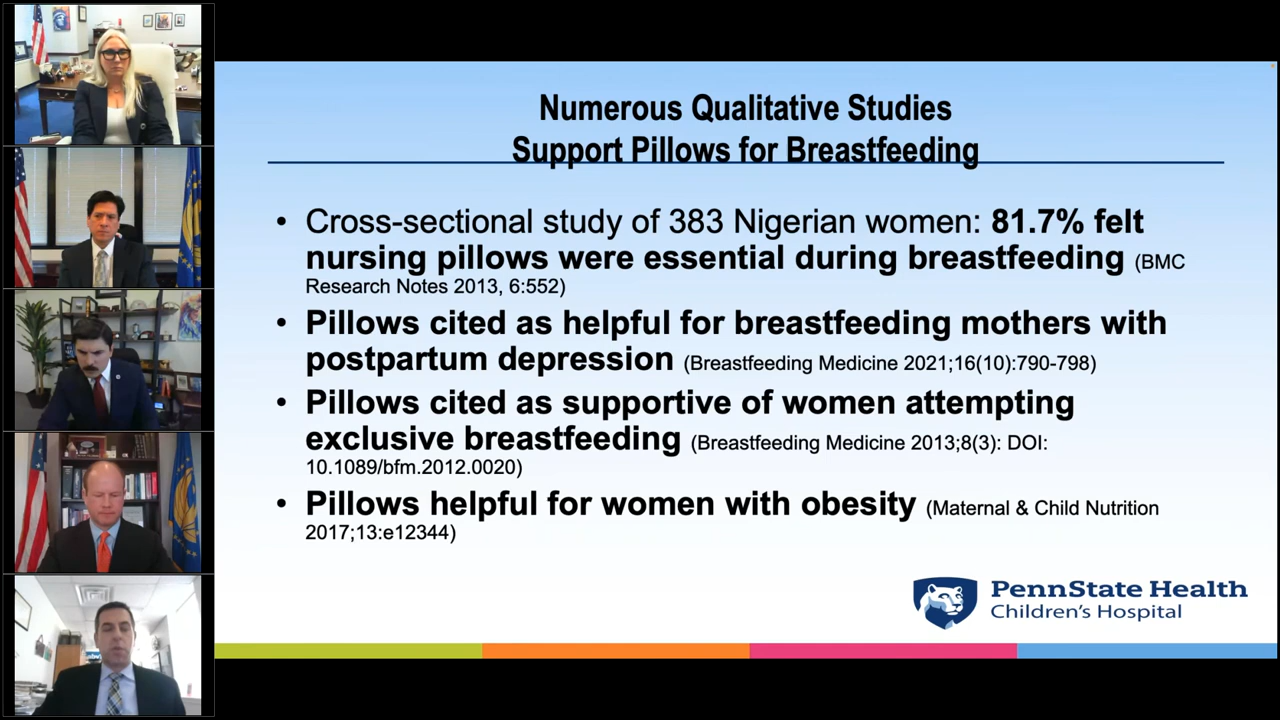 Numerous Qualitative Studies
Support Pillows for Breastfeeding
• Cross-sectional study of 383 Nigerian women: 81.7% felt
nursing pillows were essential during breastfeeding (BMC
Research Notes 2013, 6:552)
• Pillows cited as helpful for breastfeeding mothers with
postpartum depression (Breastfeeding Medicine 2021;16(10):790-798)
• Pillows cited as supportive of women attempting
exclusive breastfeeding (Breastfeeding Medicine 2013;8(3): DOI:
10.1089/bfm.2012.0020)
• Pillows helpful for women with obesity (Maternal & Child Nutrition
2017;13:e12344)
PennState Health
Children's Hospital